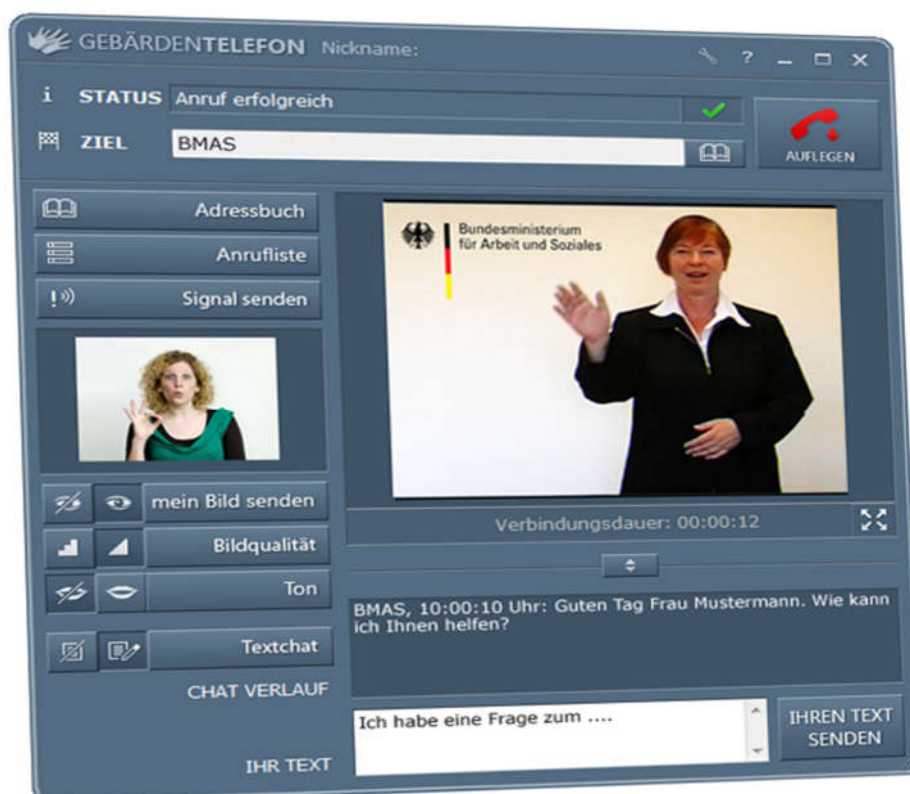 GEBÄRDENTELEFON Nickname:
?
i STATUS Anruf erfolgreich
ZIEL BMAS
AUFLEGEN
Adressbuch
Anrufliste
Signal senden
Bundesministerium
für Arbeit und Soziales
mein Bild senden
Bildqualität
Ton
Textchat
Verbindungsdauer: 00:00:12
CHAT VERLAUF
BMAS, 10:00:10 Uhr: Guten Tag Frau Mustermann. Wie kann
ich Ihnen helfen?
IHR TEXT
Ich habe eine Frage zum ....
IHREN TEXT
SENDEN